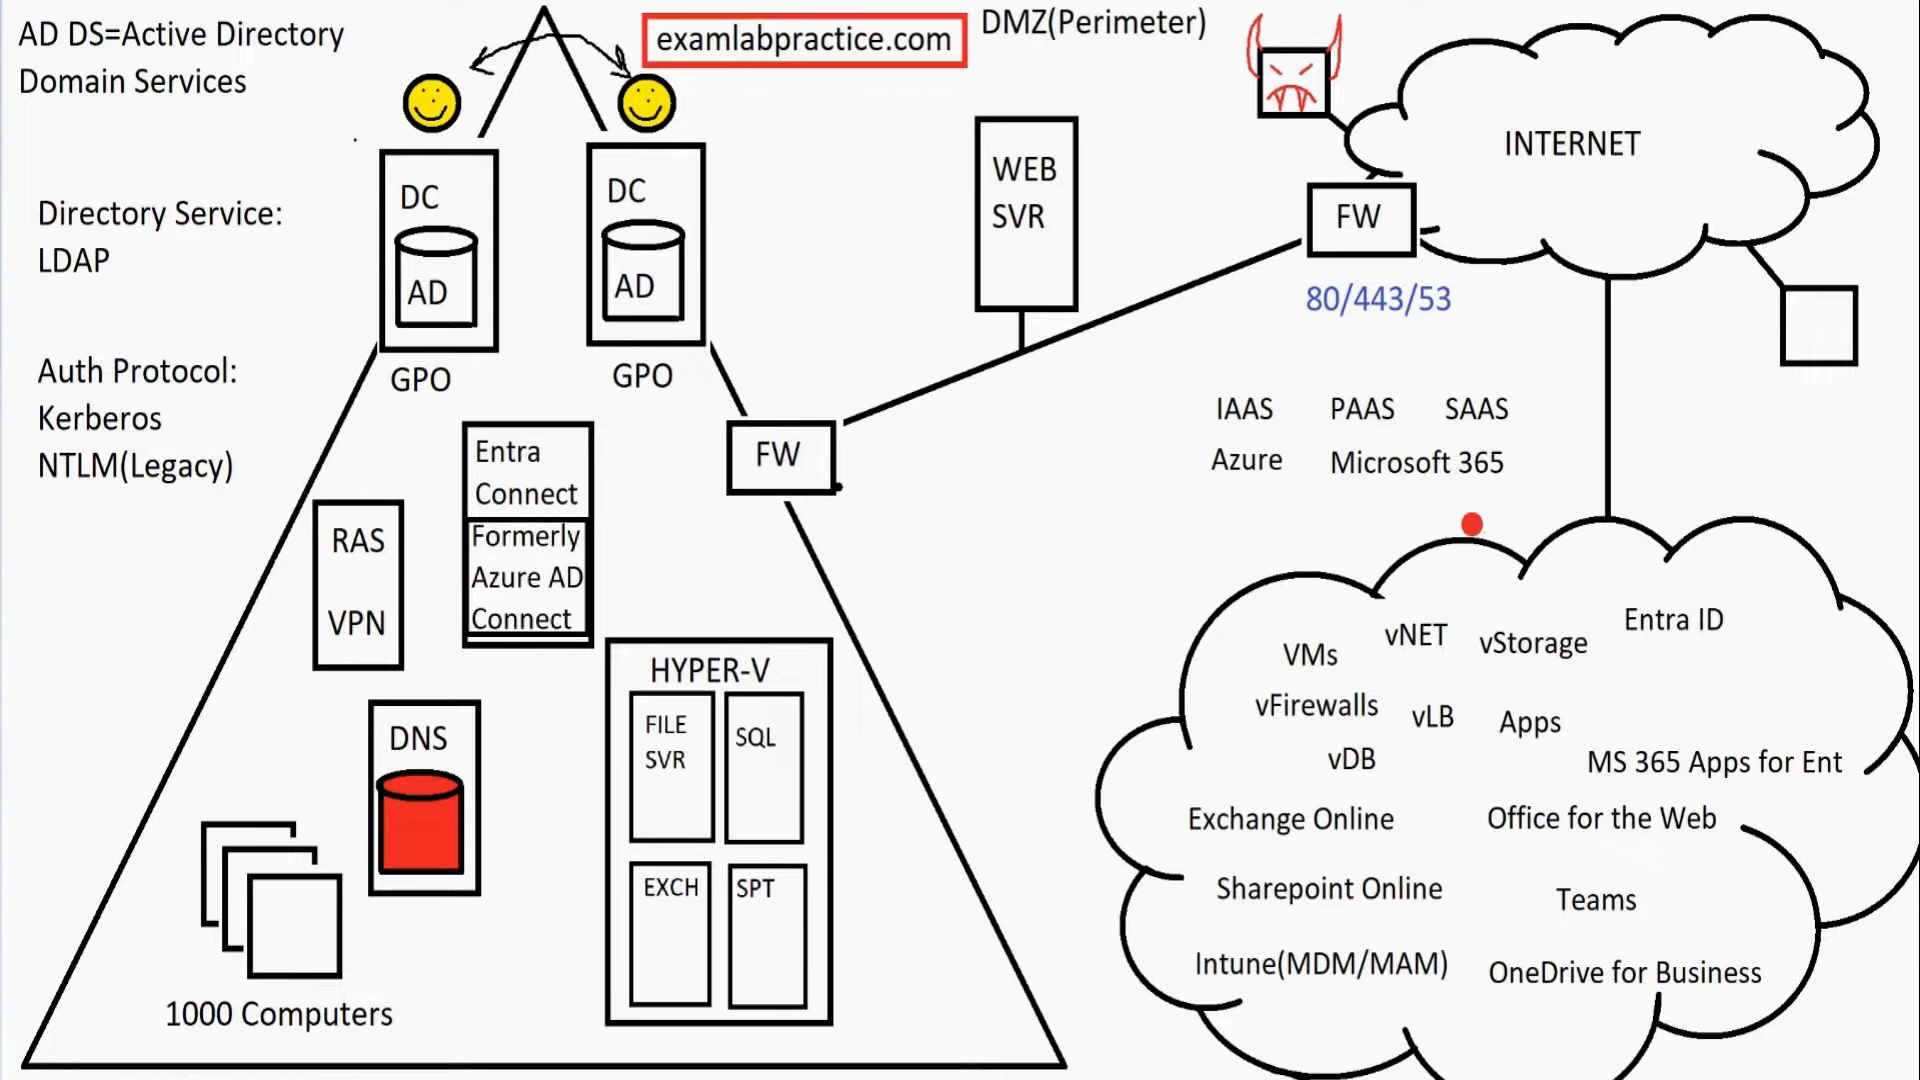 AD DS=Active Directory
Domain Services
examlabpractice.com
DMZ(Perimeter)
Directory Service:
LDAP
Auth Protocol:
Kerberos
NTLM(Legacy)
DC
AD
GPO
DC
AD
GPO
WEB
SVR
INTERNET
FW
80/443/53
FW
Entra
Connect
Formerly
Azure AD
Connect
RAS
VPN
DNS
1000 Computers
HYPER-V
FILE
SVR
SQL
EXCH
SPT
IAAS PAAS SAAS
Azure Microsoft 365
VMs vNET vStorage Entra ID
vFirewalls vLB Apps
vDB MS 365 Apps for Ent
Exchange Online Office for the Web
Sharepoint Online Teams
Intune(MDM/MAM) OneDrive for Business